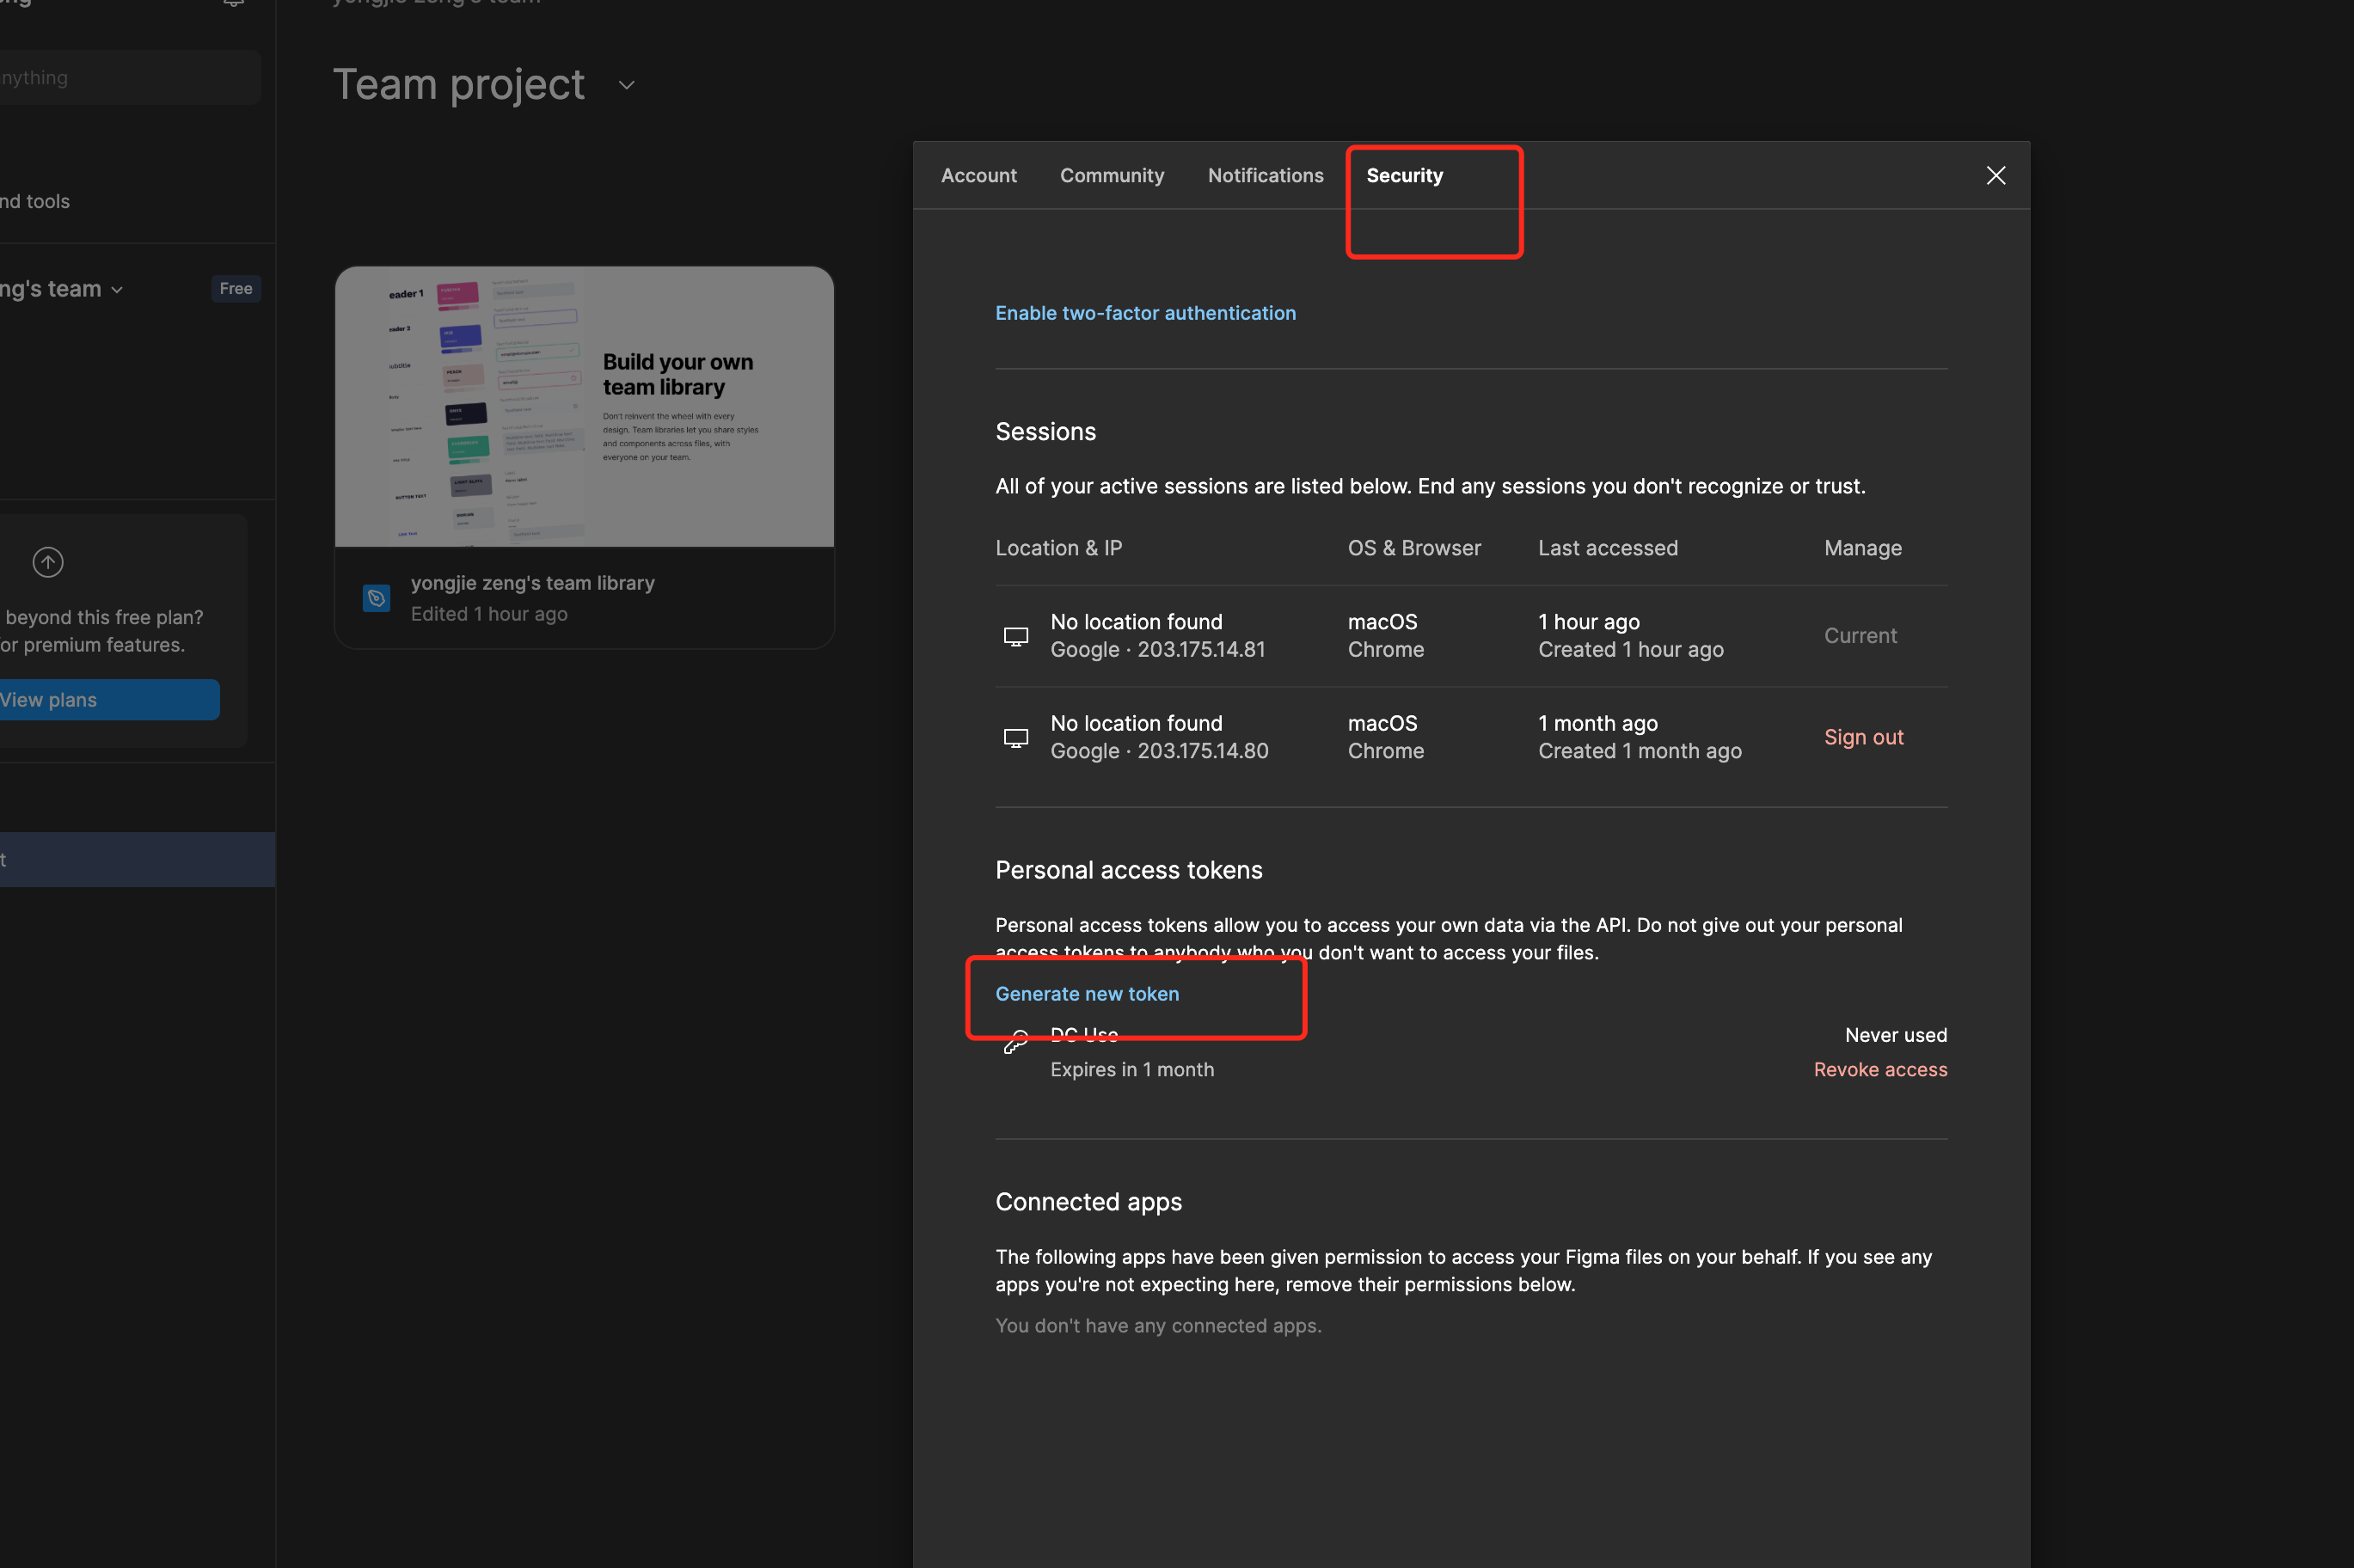 yongjie zeng's team
nything
Team project
nd tools
ng's team
Free
beyond this free plan?
or premium features.
View plans
t
eader 1
Build your own
team library
Don't reinvent the wheel with every
design. Team libraries let you share styles
and components across files, with
everyone on your team.
BUTTON TEXT
yongjie zeng's team library
Edited 1 hour ago
Account Community Notifications Security
Enable two-factor authentication
Sessions
All of your active sessions are listed below. End any sessions you don't recognize or trust.
Location & IP OS & Browser Last accessed Manage
No location found macOS 1 hour ago
Google · 203.175.14.81 Chrome Created 1 hour ago
Current
No location found macOS 1 month ago
Google · 203.175.14.80 Chrome Created 1 month ago
Sign out
Personal access tokens
Personal access tokens allow you to access your own data via the API. Do not give out your personal
access tokens to anybody who you don't want to access your files.
Generate new token
DC Use Never used
Expires in 1 month Revoke access
Connected apps
The following apps have been given permission to access your Figma files on your behalf. If you see any
apps you're not expecting here, remove their permissions below.
You don't have any connected apps.